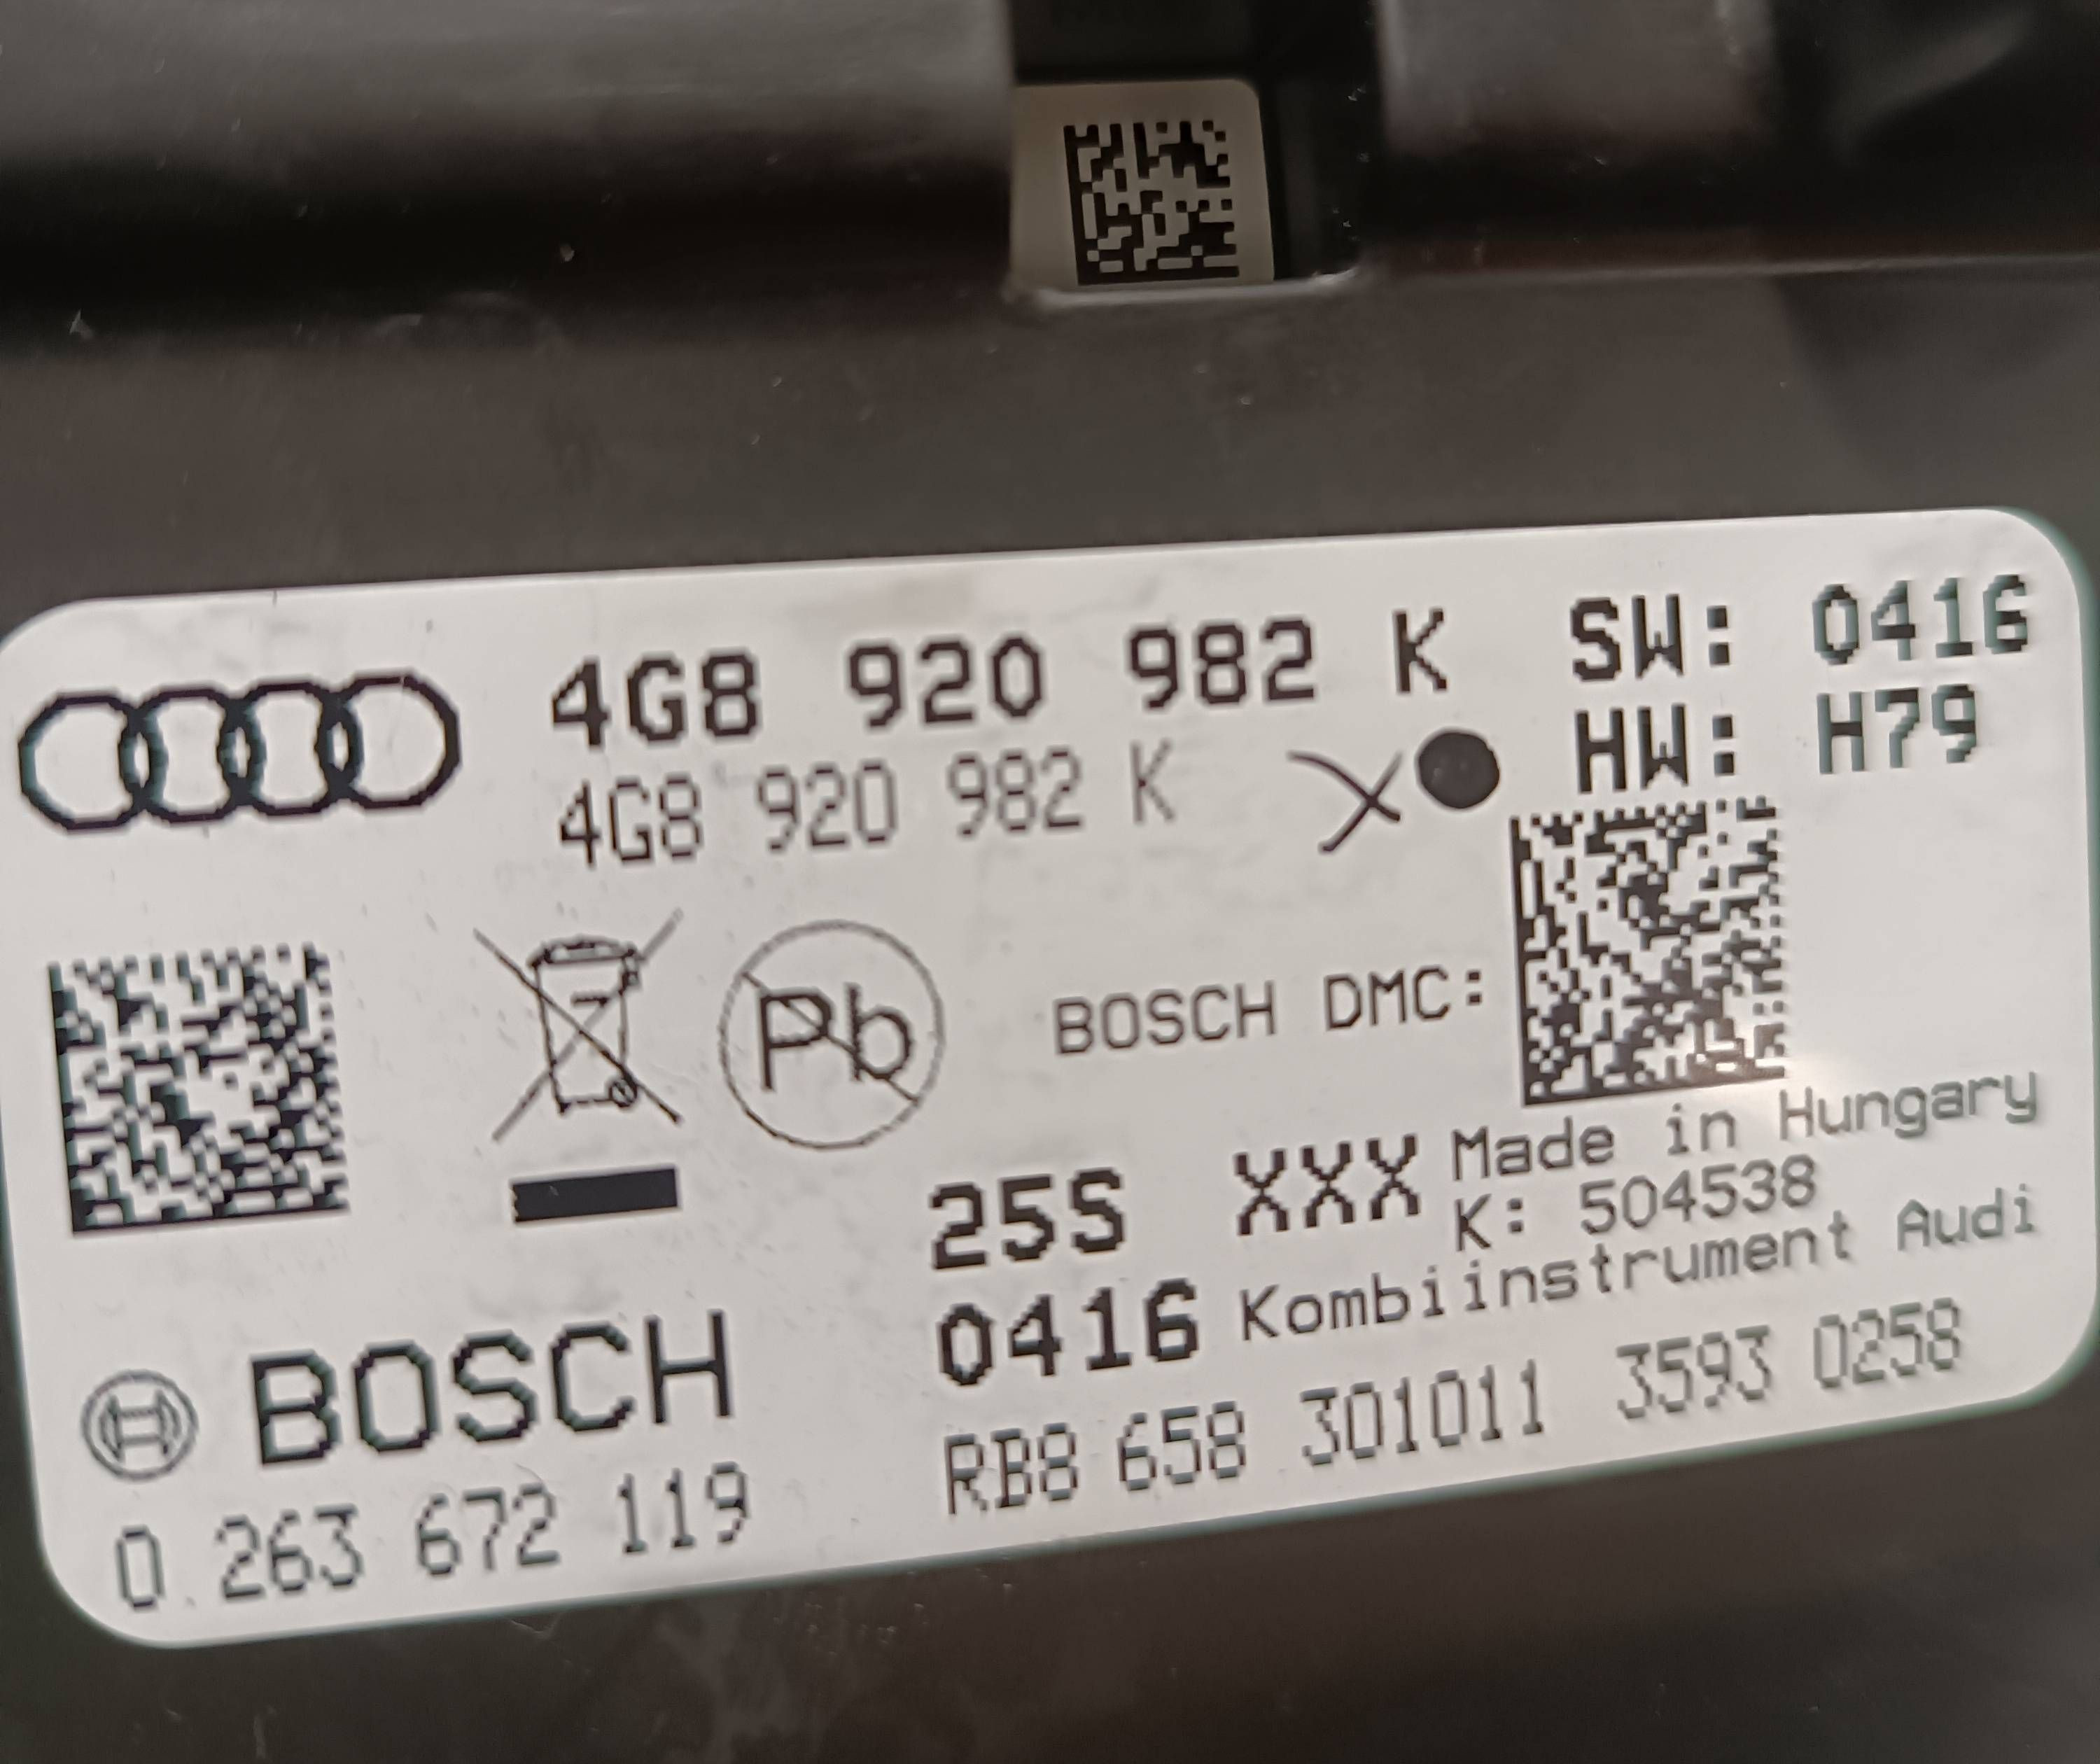 4G8 920 982 K SW: 0416
4G8 920 982 K HW: H79
Pb
BOSCH DMC:
25S XXX Made in Hungary
K: 504538
0416 Kombiinstrument Audi
BOSCH
RB8 658 301011 3593 0258
0 263 672 119